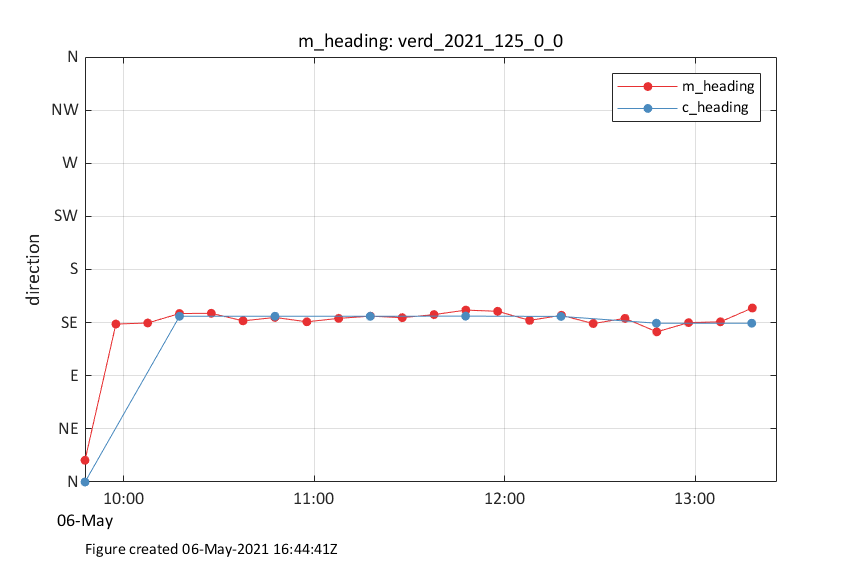 m_heading: verd_2021_125_0_0
N
NW
W
SW
S
SE
E
NE
N
direction
m_heading
c_heading
10:00
11:00
12:00
13:00
06-May
Figure created 06-May-2021 16:44:41Z